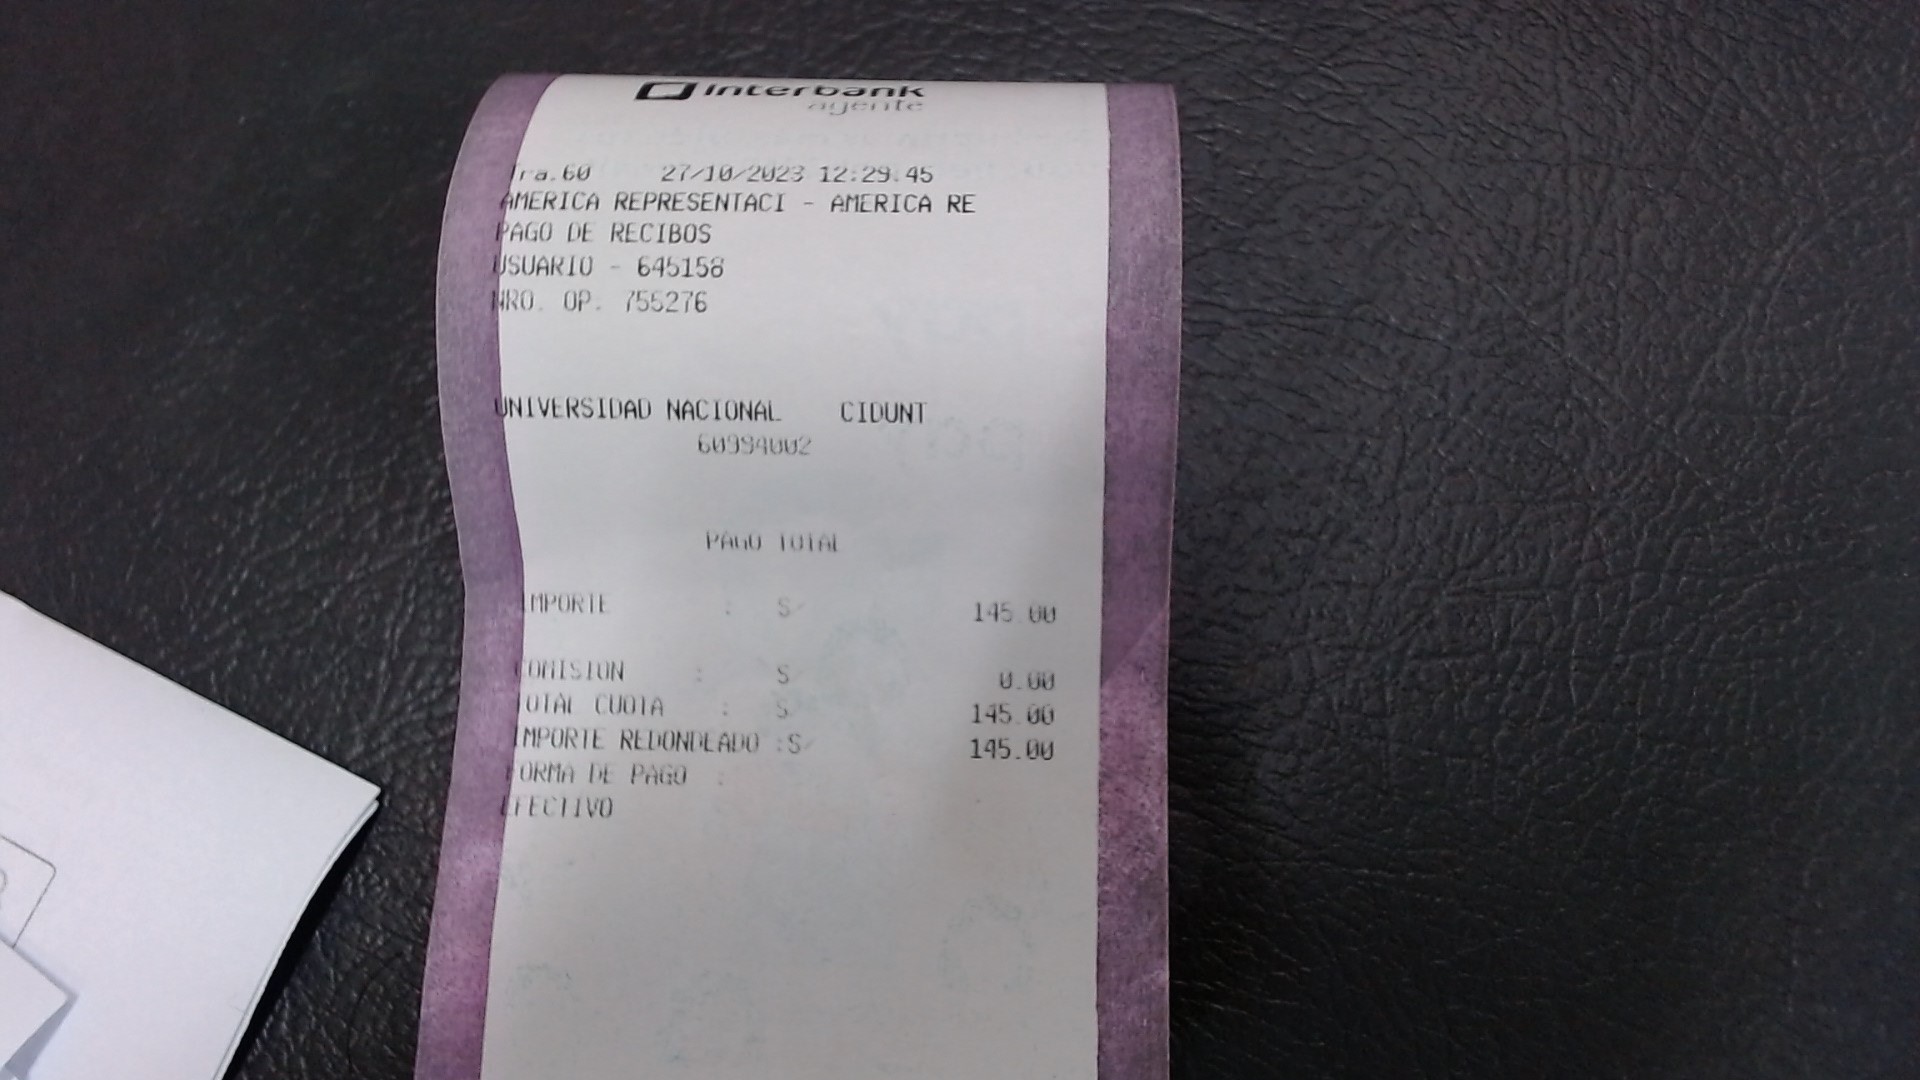 Interbank
agente
Tra.60 27/10/2023 12:29:45
AMERICA REPRESENTACI - AMERICA RE
PAGO DE RECIBOS
USUARIO - 645158
NRO. OP. 755276
UNIVERSIDAD NACIONAL CIDUNT
60994002
PAGO TOTAL
IMPORTE : S/ 145.00
COMISION : S 0.00
TOTAL CUOTA : S 145.00
IMPORTE REDONDEADO :S/ 145.00
FORMA DE PAGO :
EFECTIVO